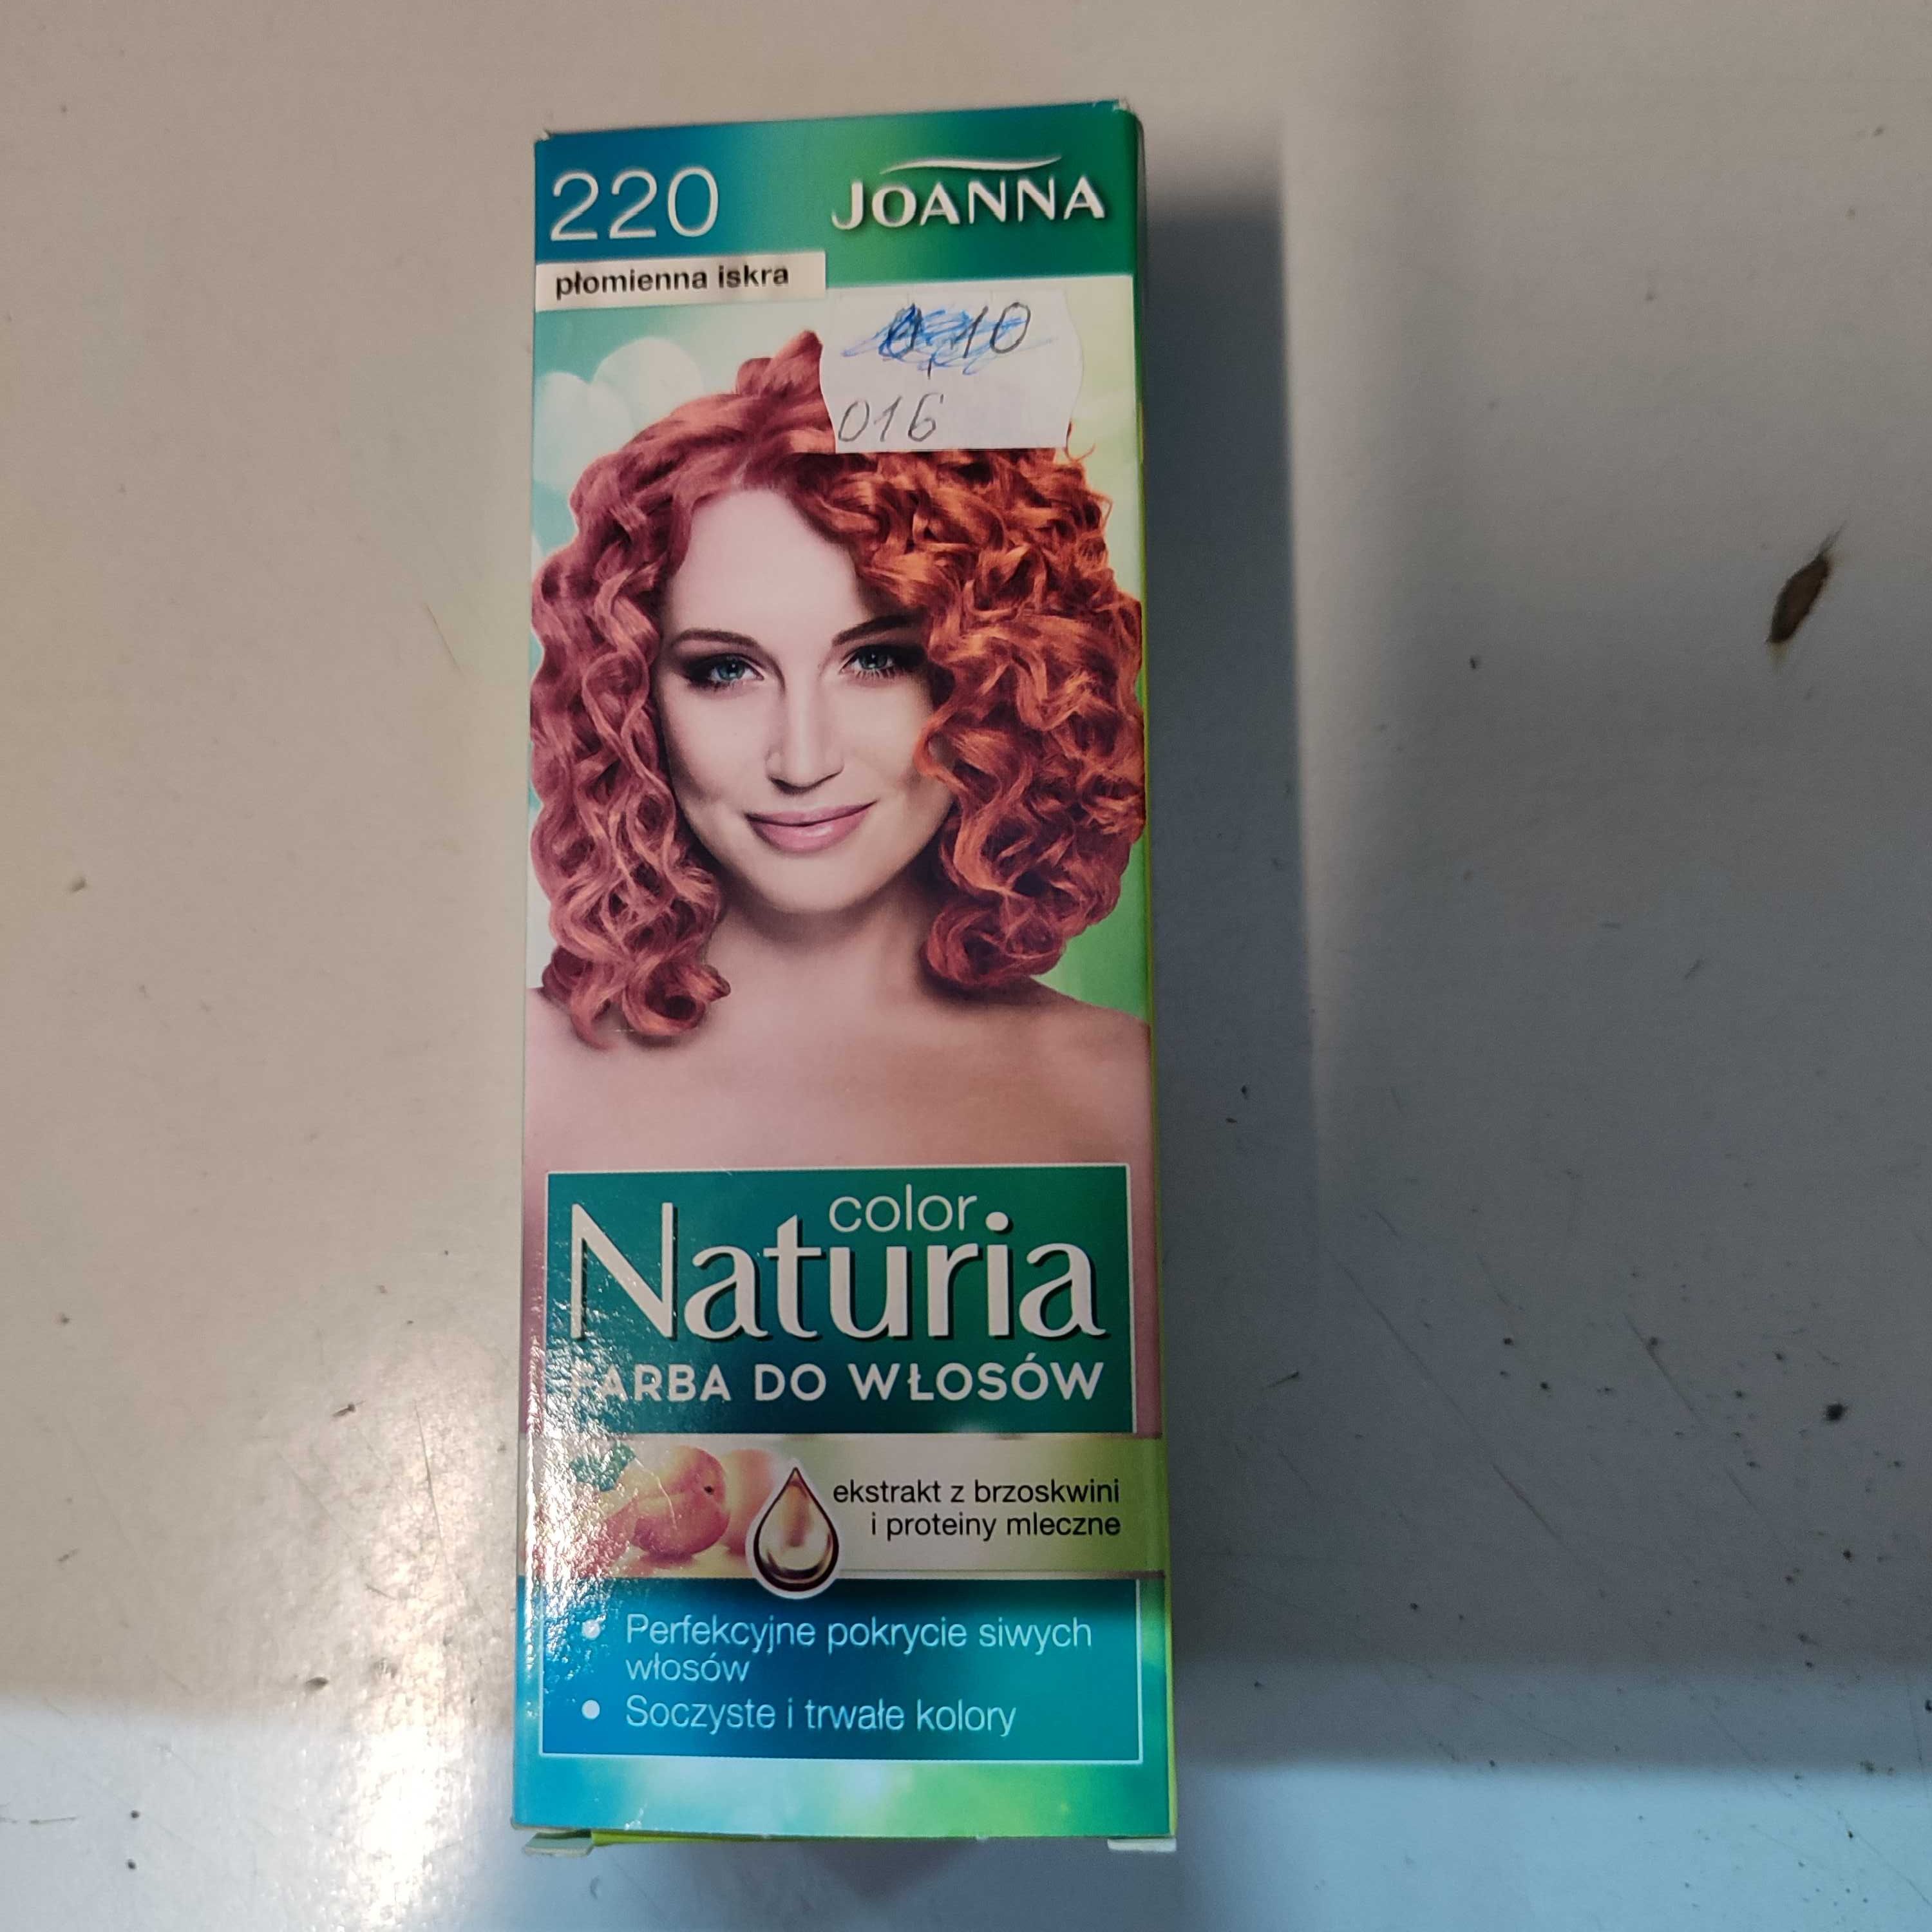 220
JOANNA
płomienna iskra
016
color
Naturia
FARBA DO WŁOSÓW
ekstrakt z brzoskwini
i proteiny mleczne
• Perfekcyjne pokrycie siwych
włosów
• Soczyste i trwałe kolory